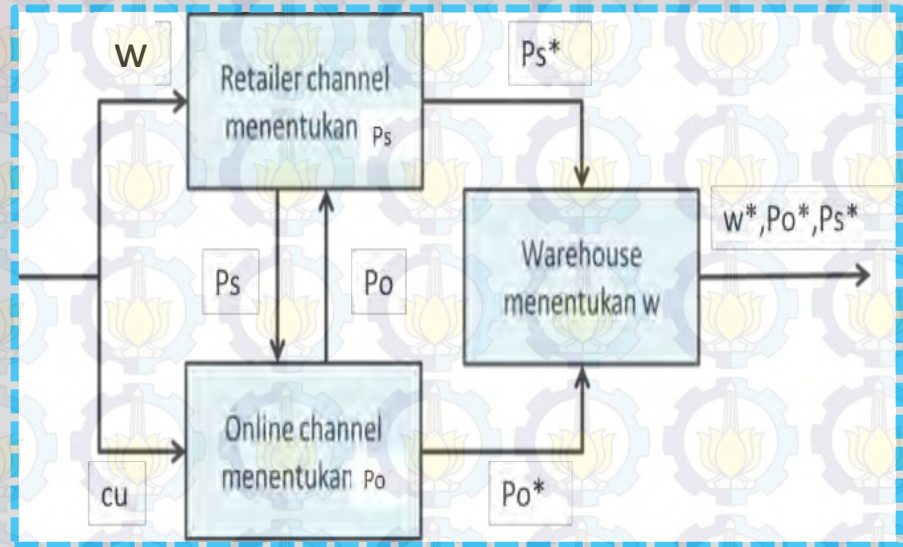 w
Retailer channel
menentukan Ps
Ps*
Ps
Po
Warehouse
menentukan w
w*,Po*,Ps*
Online channel
menentukan Po
cu
Po*